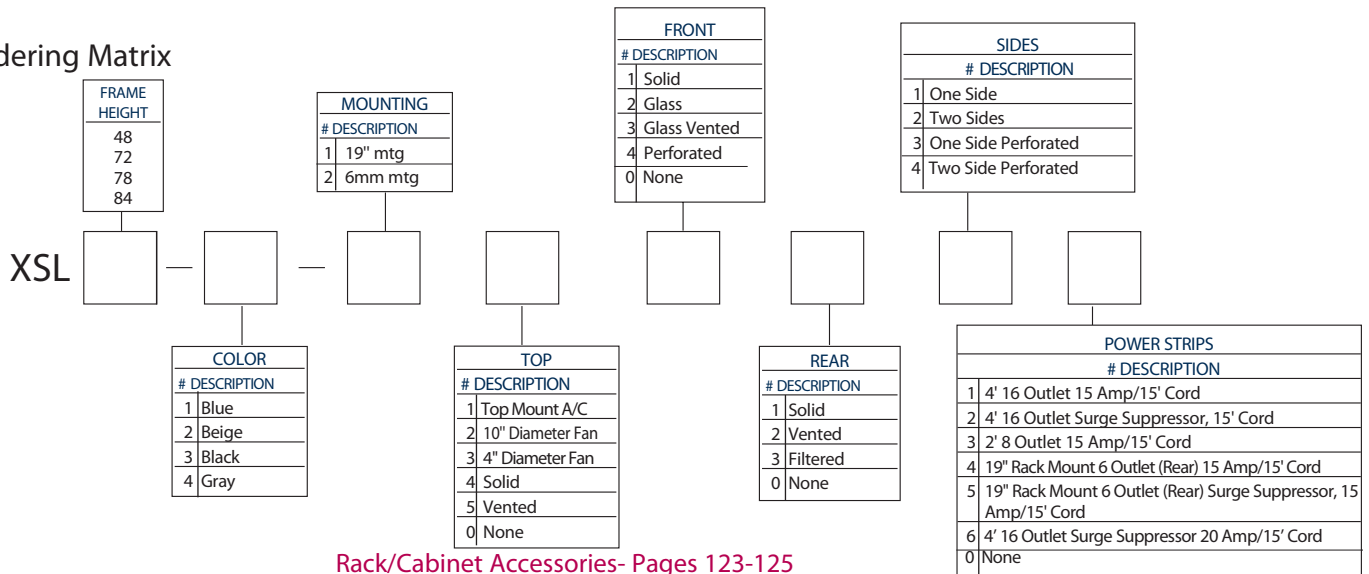 dering Matrix
FRAME
HEIGHT
48
72
78
84
MOUNTING
# DESCRIPTION
1 19" mtg
2 6mm mtg
FRONT
# DESCRIPTION
1 Solid
2 Glass
3 Glass Vented
4 Perforated
0 None
SIDES
# DESCRIPTION
1 One Side
2 Two Sides
3 One Side Perforated
4 Two Side Perforated
XSL — —
COLOR
# DESCRIPTION
1 Blue
2 Beige
3 Black
4 Gray
TOP
# DESCRIPTION
1 Top Mount A/C
2 10" Diameter Fan
3 4" Diameter Fan
4 Solid
5 Vented
0 None
REAR
# DESCRIPTION
1 Solid
2 Vented
3 Filtered
0 None
POWER STRIPS
# DESCRIPTION
1 4' 16 Outlet 15 Amp/15' Cord
2 4' 16 Outlet Surge Suppressor, 15' Cord
3 2' 8 Outlet 15 Amp/15' Cord
4 19" Rack Mount 6 Outlet (Rear) 15 Amp/15' Cord
5 19" Rack Mount 6 Outlet (Rear) Surge Suppressor, 15
Amp/15' Cord
6 4’ 16 Outlet Surge Suppressor 20 Amp/15’ Cord
0 None
Rack/Cabinet Accessories- Pages 123-125